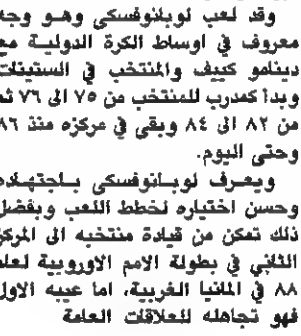 وقد لعب لوبانوفسكي وهو وجه
معروف في اوساط الكرة الدولية مع
دينامو كييف والمنتخب في الستينات
وبدأ كمدرب للمنتخب من ٧٥ الى ٧٦ ثم
من ٨٢ الى ٨٤ وبقي في مركزه منذ ٨٦
وحتى اليوم.
ويعرف لوبانوفسكي باجتهاده
وحسن اختياره لخطط اللعب وبفضل
ذلك تمكن من قيادة منتخبه الى المركز
الثاني في بطولة الامم الاوروبية لعام
٨٨ في المانيا الغربية، اما عيبه الاول
فهو تجاهله للعلاقات العامة